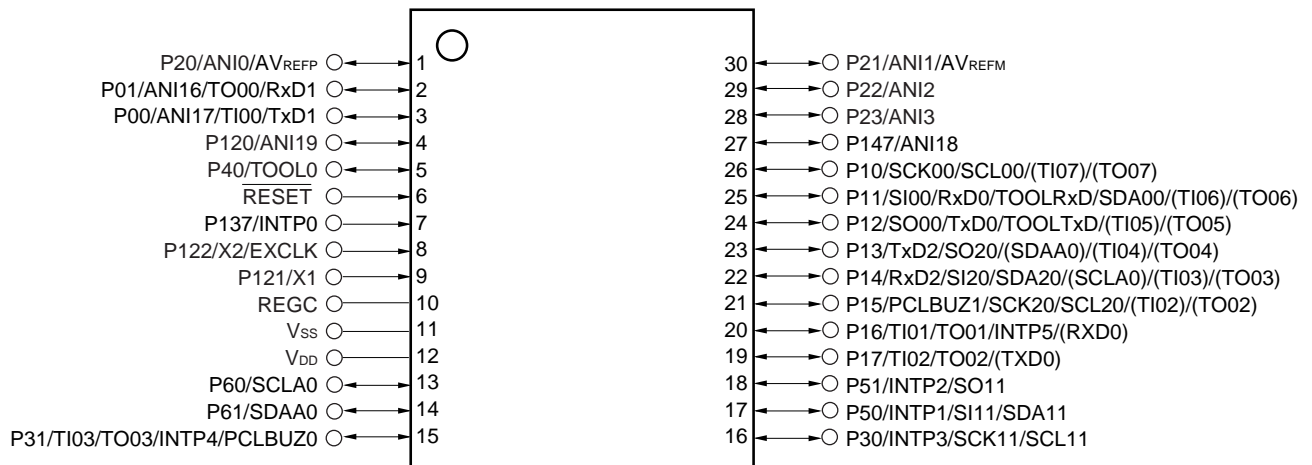 P20/ANI0/AVREFP 1
P01/ANI16/TO00/RxD1 2
P00/ANI17/TI00/TxD1 3
P120/ANI19 4
P40/TOOL0 5
RESET 6
P137/INTP0 7
P122/X2/EXCLK 8
P121/X1 9
REGC 10
VSS 11
VDD 12
P60/SCLA0 13
P61/SDAA0 14
P31/TI03/TO03/INTP4/PCLBUZ0 15
30 P21/ANI1/AVREFM
29 P22/ANI2
28 P23/ANI3
27 P147/ANI18
26 P10/SCK00/SCL00/(TI07)/(TO07)
25 P11/SI00/RxD0/TOOLRxD/SDA00/(TI06)/(TO06)
24 P12/SO00/TxD0/TOOLTxD/(TI05)/(TO05)
23 P13/TxD2/SO20/(SDAA0)/(TI04)/(TO04)
22 P14/RxD2/SI20/SDA20/(SCLA0)/(TI03)/(TO03)
21 P15/PCLBUZ1/SCK20/SCL20/(TI02)/(TO02)
20 P16/TI01/TO01/INTP5/(RXD0)
19 P17/TI02/TO02/(TXD0)
18 P51/INTP2/SO11
17 P50/INTP1/SI11/SDA11
16 P30/INTP3/SCK11/SCL11